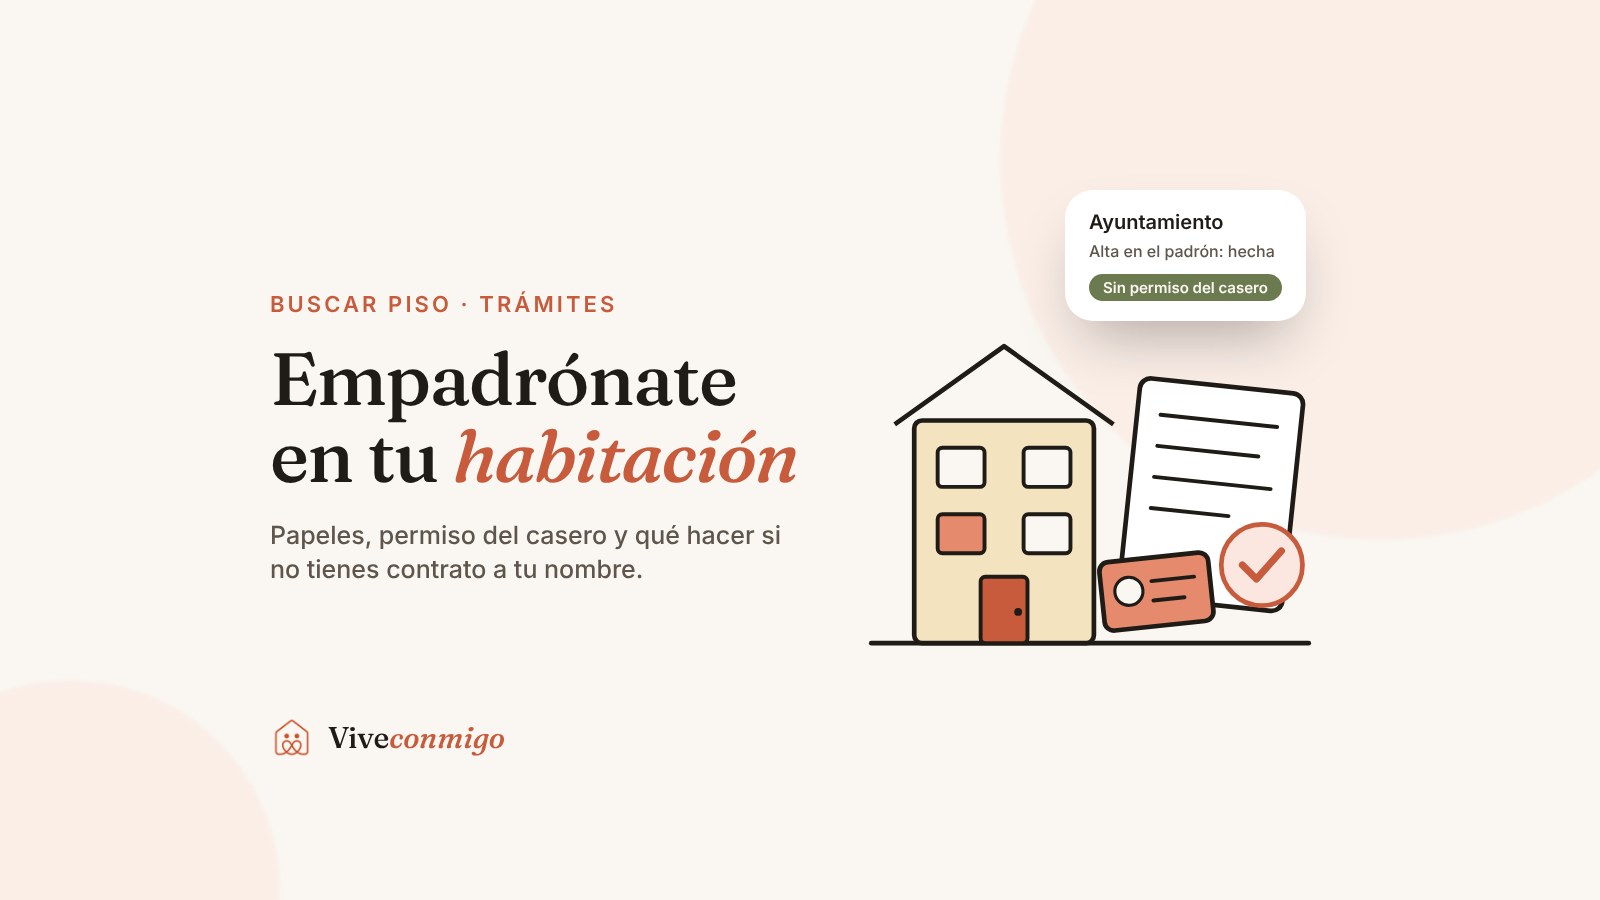 BUSCAR PISO · TRÁMITES
Empadrónate
en tu habitación
Papeles, permiso del casero y qué hacer si
no tienes contrato a tu nombre.
Viveconmigo
Ayuntamiento
Alta en el padrón: hecha
Sin permiso del casero